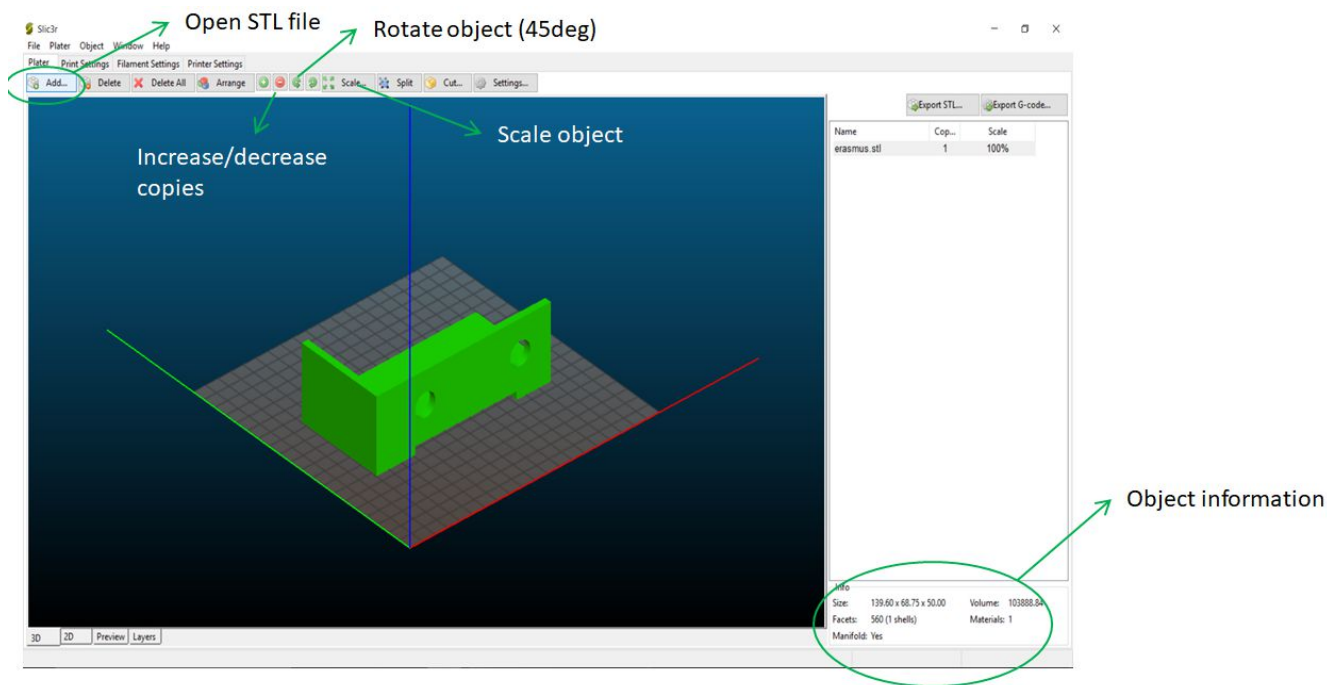 Open STL file
Rotate object (45deg)
Slic3r
File Plater Object Window Help
Plater Print Settings Filament Settings Printer Settings
Add... Delete Delete All Arrange Scale... Split Cut... Settings...
Export STL... Export G-code...
Name Cop... Scale
erasmus.stl 1 100%
Scale object
Increase/decrease
copies
Object information
Info
Size: 139.60 x 68.75 x 50.00 Volume: 103888.84
Facets: 560 (1 shells) Materials: 1
Manifold: Yes
3D 2D Preview Layers